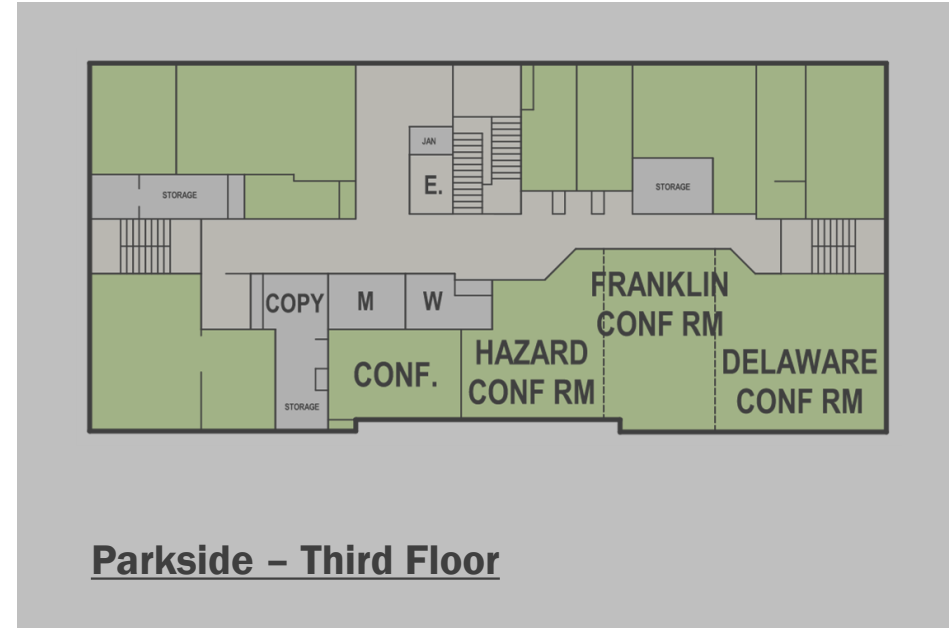 JAN
E.
STORAGE
STORAGE
COPY
M
W
FRANKLIN
CONF RM
HAZARD
CONF RM
DELAWARE
CONF RM
CONF.
STORAGE
Parkside – Third Floor